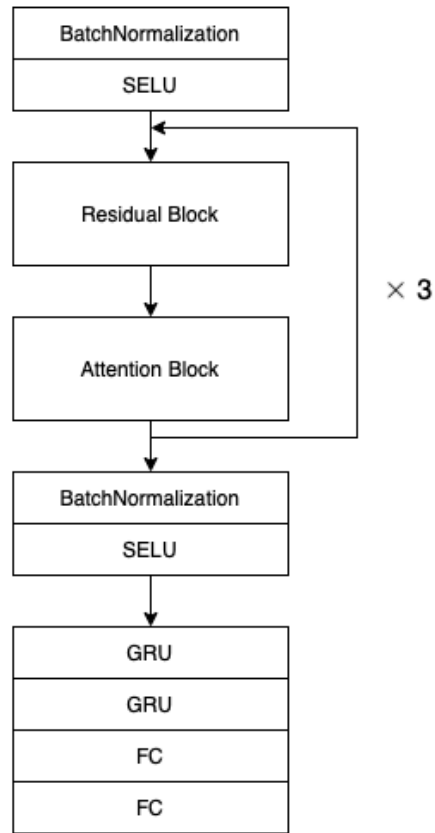 BatchNormalization
SELU
Residual Block
× 3
Attention Block
BatchNormalization
SELU
GRU
GRU
FC
FC